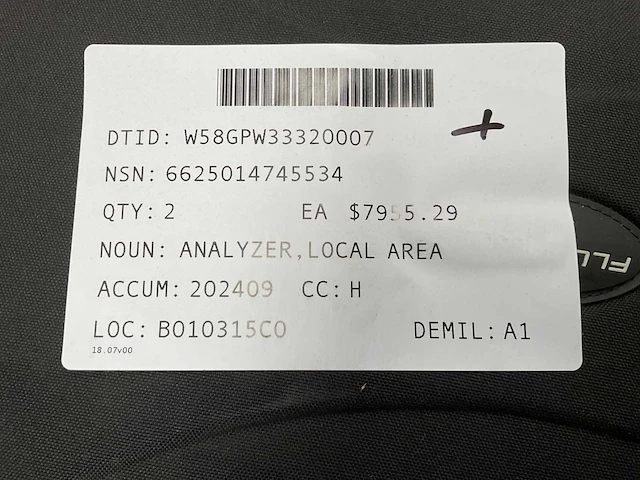 DTID: W58GPW33320007
NSN: 6625014745534
QTY: 2 EA $7955.29
NOUN: ANALYZER, LOCAL AREA
ACCUM: 202409 CC: H
LOC: B010315C0 DEMIL: A1
18.07v00
FLU